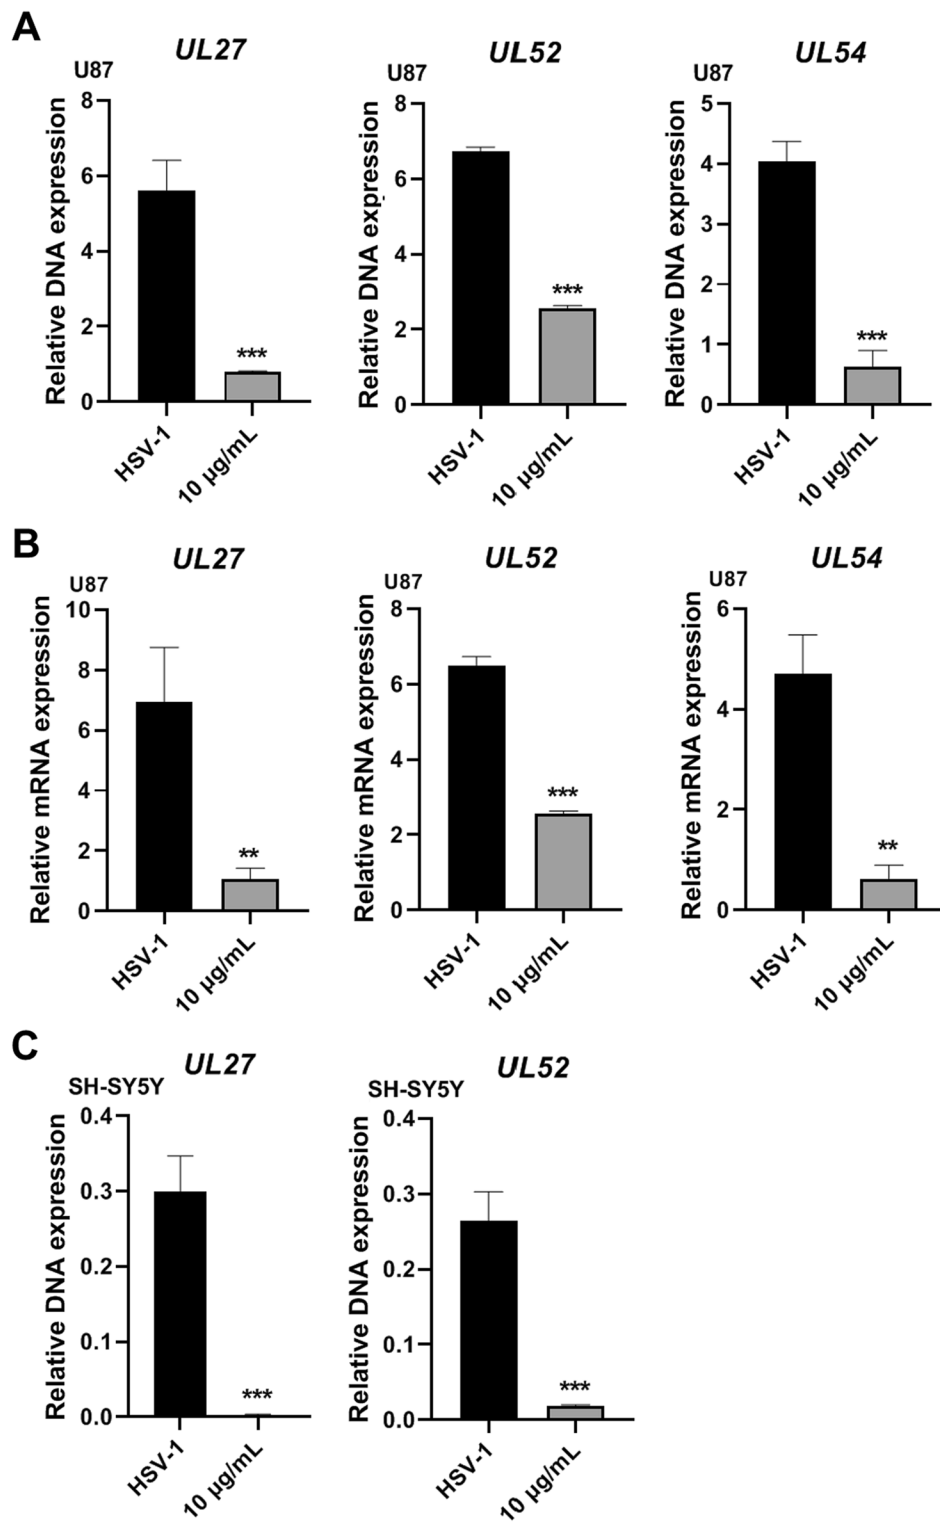 A
UL27
U87
Relative DNA expression
8
6
4
2
0
***
HSV-1
10 µg/mL
UL52
U87
Relative DNA expression
8
6
4
2
0
***
HSV-1
10 µg/mL
UL54
U87
Relative DNA expression
5
4
3
2
1
0
***
HSV-1
10 µg/mL
B
UL27
U87
Relative mRNA expression
10
8
6
4
2
0
**
HSV-1
10 µg/mL
UL52
U87
Relative mRNA expression
8
6
4
2
0
***
HSV-1
10 µg/mL
UL54
U87
Relative mRNA expression
6
4
2
0
**
HSV-1
10 µg/mL
C
UL27
SH-SY5Y
Relative DNA expression
0.4
0.3
0.2
0.1
0.0
***
HSV-1
10 µg/mL
UL52
SH-SY5Y
Relative DNA expression
0.4
0.3
0.2
0.1
0.0
***
HSV-1
10 µg/mL